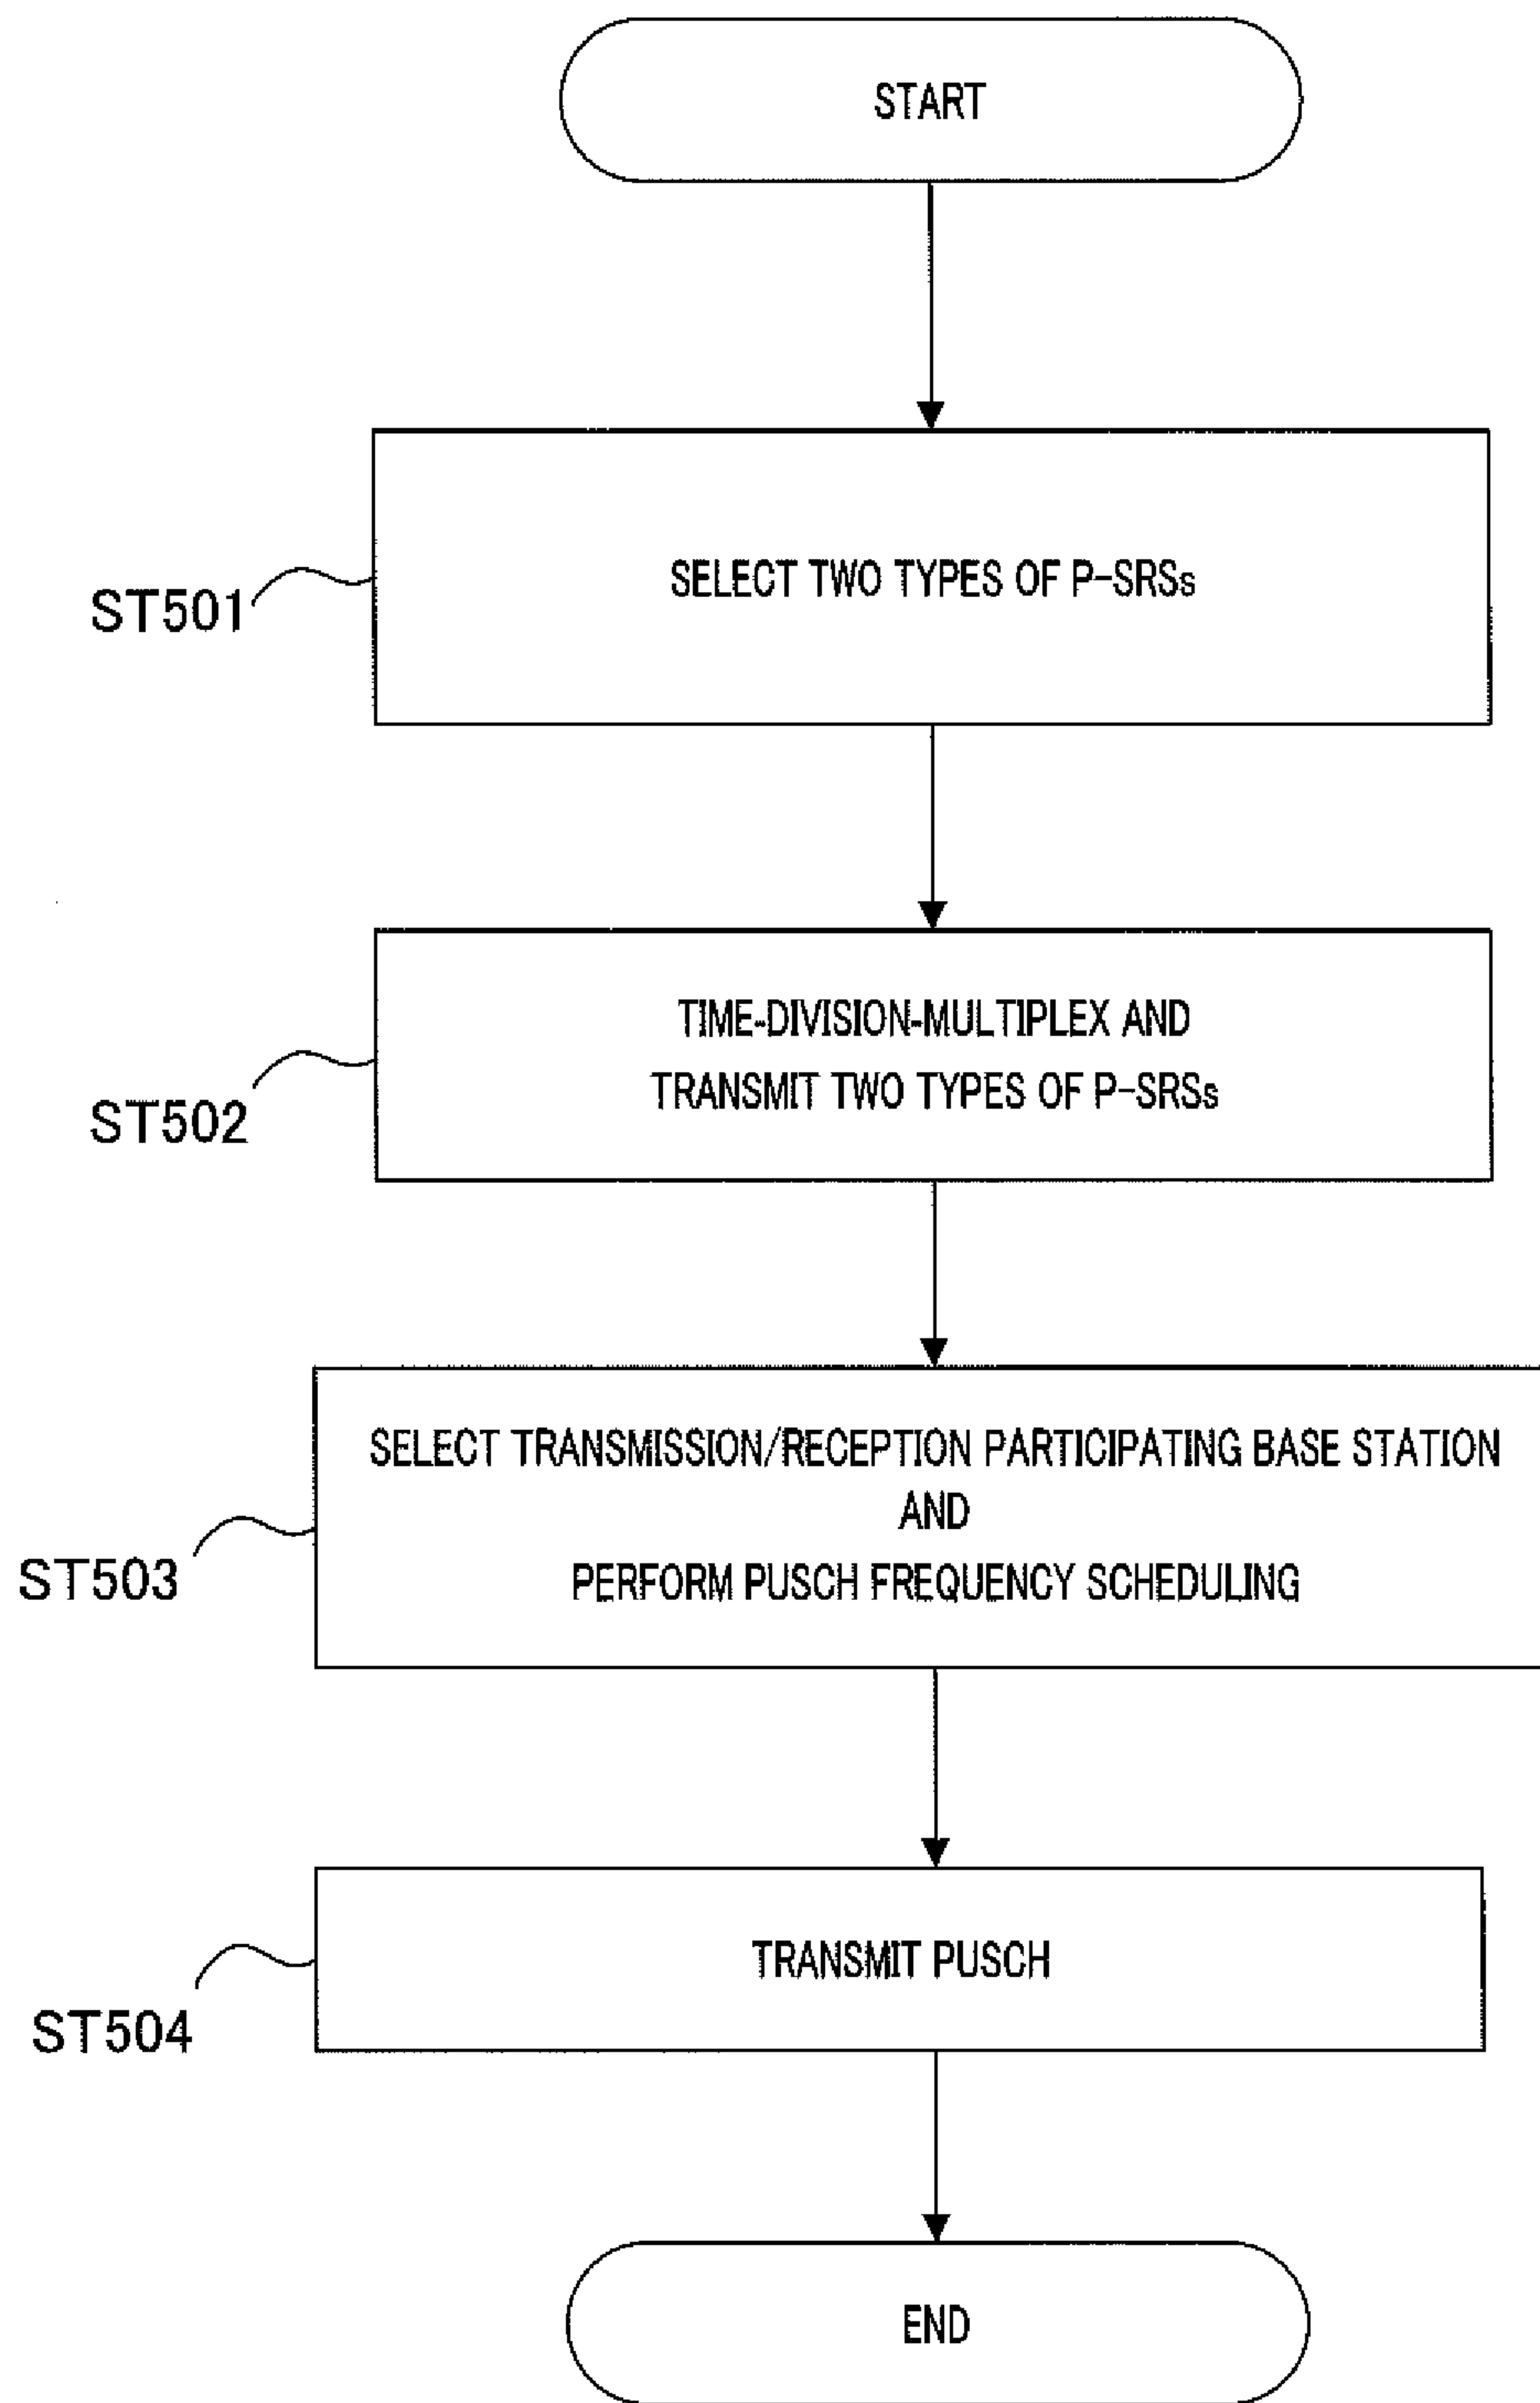 START
ST501
SELECT TWO TYPES OF P-SRSs
ST502
TIME-DIVISION-MULTIPLEX AND
TRANSMIT TWO TYPES OF P-SRSs
ST503
SELECT TRANSMISSION/RECEPTION PARTICIPATING BASE STATION
AND
PERFORM PUSCH FREQUENCY SCHEDULING
ST504
TRANSMIT PUSCH
END